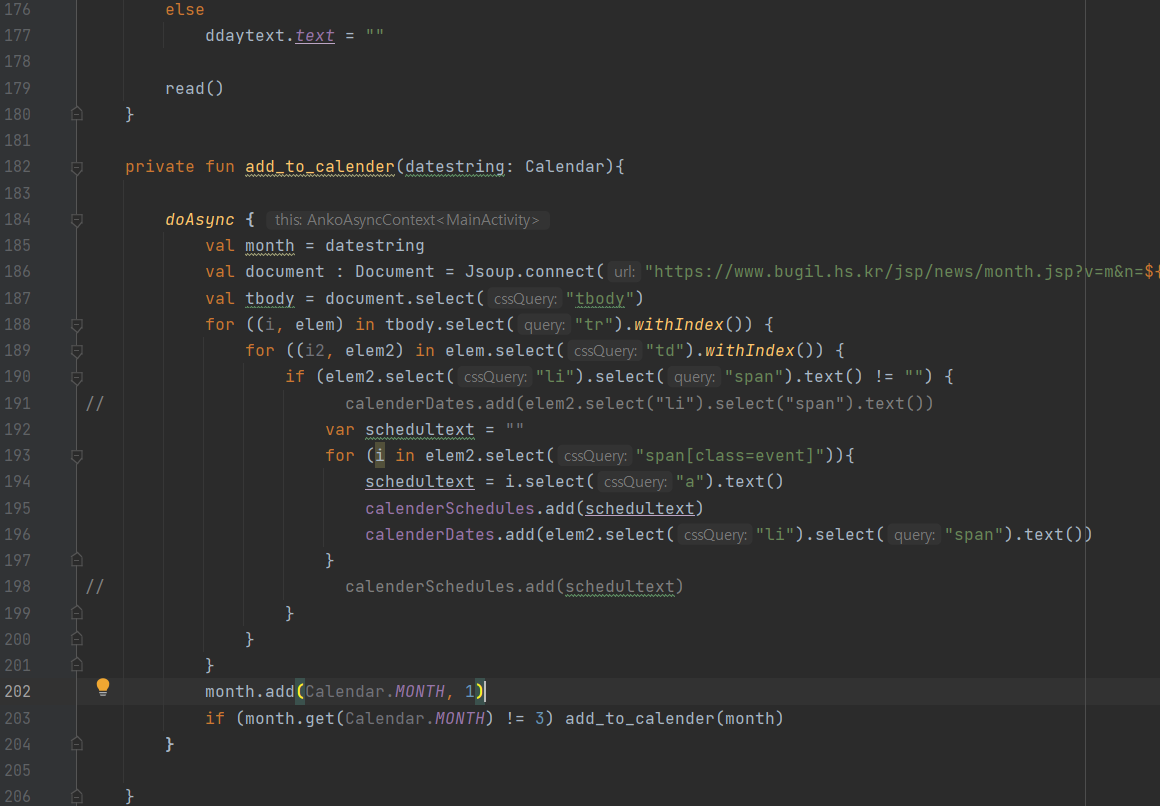 176 else
177 ddaytext.text = ""
178
179 read()
180 }
181
182 private fun add_to_calender(datestring: Calendar){
183
184 doAsync { this: AnkoAsyncContext<MainActivity>
185 val month = datestring
186 val document : Document = Jsoup.connect( url: "https://www.bugil.hs.kr/jsp/news/month.jsp?v=m&n=${
187 val tbody = document.select( cssQuery: "tbody")
188 for ((i, elem) in tbody.select( query: "tr").withIndex()) {
189 for ((i2, elem2) in elem.select( cssQuery: "td").withIndex()) {
190 if (elem2.select( cssQuery: "li").select( query: "span").text() != "") {
191 // calenderDates.add(elem2.select("li").select("span").text())
192 var schedultext = ""
193 for (i in elem2.select( cssQuery: "span[class=event]")){
194 schedultext = i.select( cssQuery: "a").text()
195 calenderSchedules.add(schedultext)
196 calenderDates.add(elem2.select( cssQuery: "li").select( query: "span").text())
197 }
198 // calenderSchedules.add(schedultext)
199 }
200 }
201 }
202 month.add(Calendar.MONTH, 1)
203 if (month.get(Calendar.MONTH) != 3) add_to_calender(month)
204 }
205
206 }